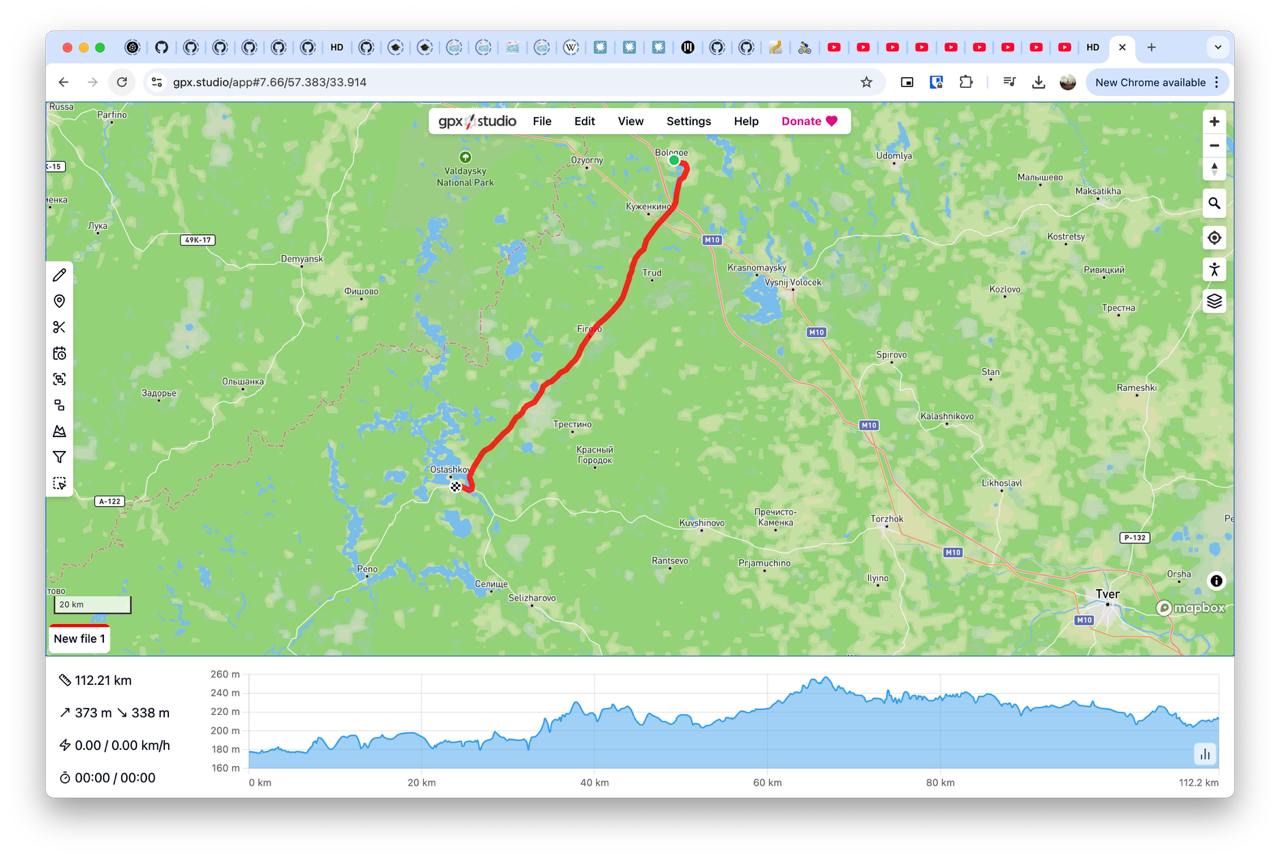 HD
W
HD
gpx.studio/app#7.66/57.383/33.914
New Chrome available
gpx studio
File
Edit
View
Settings
Help
Donate
Russa
Parfino
Valdaysky
National Park
Ozyorny
Bologoe
Udomlya
Малышево
Maksatikha
Лука
49K-17
Demyansk
Фишово
Куженкино
M10
Trud
Krasnomaysky
Vysnij Volocek
Kostretsy
Ривицкий
Kozlovo
Трестна
M10
Firovo
Spirovo
Stan
Rameshki
Ольшанка
Задорье
Kalashnikovo
M10
Трестино
Красный
Городок
Ostashkov
Likhoslavl
A-122
Пречисто-
Каменка
Kuvshinovo
Torzhok
P-132
M10
Peno
Rantsevo
Prjamuchino
Ilyino
Orsha
Селище
Selizharovo
Tver
M10
mapbox
20 km
New file 1
112.21 km
373 m
338 m
0.00 / 0.00 km/h
00:00 / 00:00
260 m
240 m
220 m
200 m
180 m
160 m
0 km
20 km
40 km
60 km
80 km
112.2 km